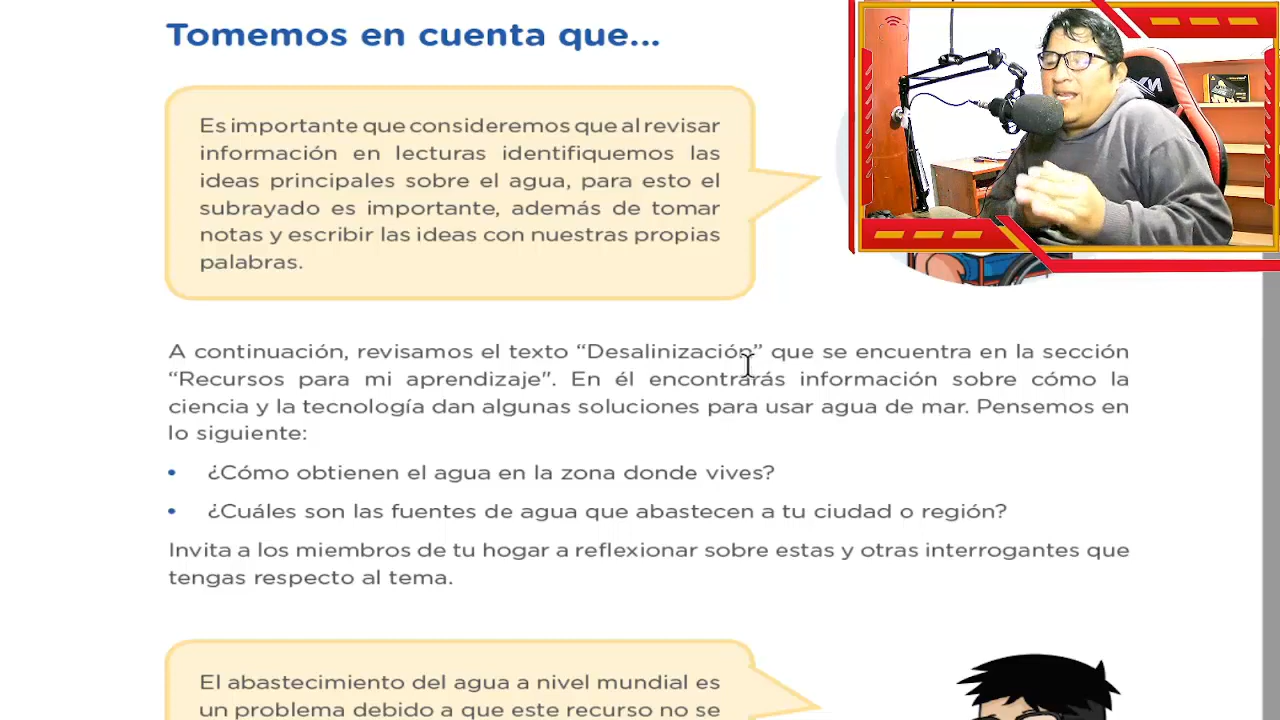 Tomemos en cuenta que...
Es importante que consideremos que al revisar
información en lecturas identifiquemos las
ideas principales sobre el agua, para esto el
subrayado es importante, además de tomar
notas y escribir las ideas con nuestras propias
palabras.
A continuación, revisamos el texto “Desalinización” que se encuentra en la sección
“Recursos para mi aprendizaje". En él encontrarás información sobre cómo la
ciencia y la tecnología dan algunas soluciones para usar agua de mar. Pensemos en
lo siguiente:
• ¿Cómo obtienen el agua en la zona donde vives?
• ¿Cuáles son las fuentes de agua que abastecen a tu ciudad o región?
Invita a los miembros de tu hogar a reflexionar sobre estas y otras interrogantes que
tengas respecto al tema.
El abastecimiento del agua a nivel mundial es
un problema debido a que este recurso no se